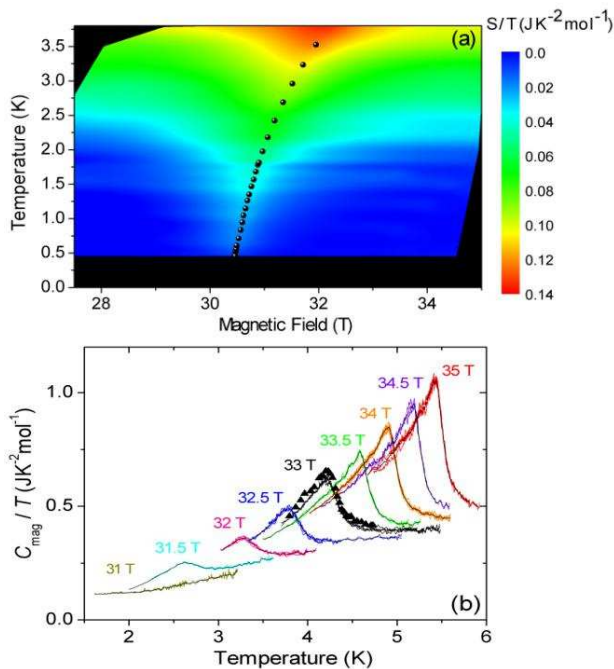 (a)
S/T(JK⁻²mol⁻¹)
Temperature (K)
3.5
3.0
2.5
2.0
1.5
1.0
0.5
0.0
28 30 32 34
Magnetic Field (T)
0.0
0.02
0.04
0.06
0.08
0.10
0.12
0.14
(b)
C_mag / T (JK⁻²mol⁻¹)
1.0
0.5
0.0
31 T
31.5 T
32 T
32.5 T
33 T
33.5 T
34 T
34.5 T
35 T
2 3 4 5 6
Temperature (K)